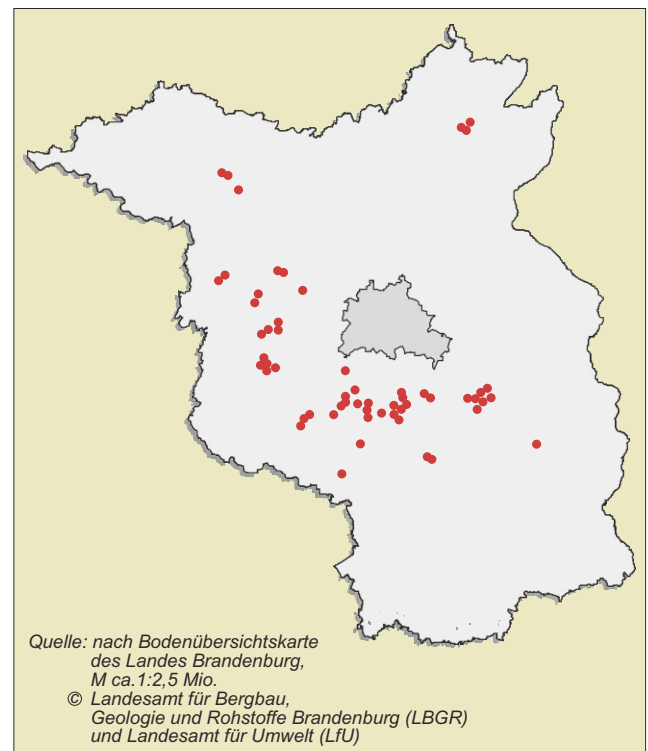 Quelle: nach Bodenübersichtskarte
des Landes Brandenburg,
M ca.1:2,5 Mio.
© Landesamt für Bergbau,
Geologie und Rohstoffe Brandenburg (LBGR)
und Landesamt für Umwelt (LfU)